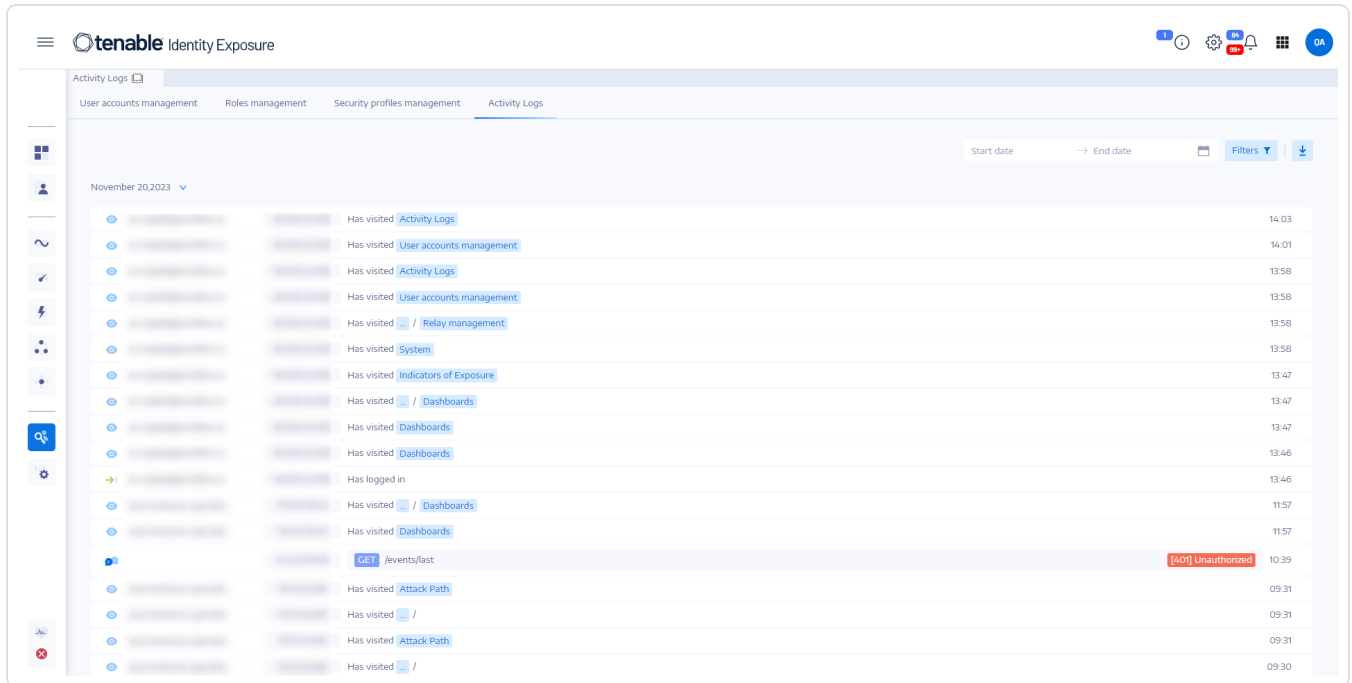 tenable Identity Exposure
1
84
99+
QA
Activity Logs
User accounts management Roles management Security profiles management Activity Logs
Start date → End date Filters
November 20,2023
Has visited Activity Logs 14:03
Has visited User accounts management 14:01
Has visited Activity Logs 13:58
Has visited User accounts management 13:58
Has visited ... / Relay management 13:58
Has visited System 13:58
Has visited Indicators of Exposure 13:47
Has visited ... / Dashboards 13:47
Has visited Dashboards 13:47
Has visited Dashboards 13:46
Has logged in 13:46
Has visited ... / Dashboards 11:57
Has visited Dashboards 11:57
GET /events/last [401] Unauthorized 10:39
Has visited Attack Path 09:31
Has visited ... / 09:31
Has visited Attack Path 09:31
Has visited ... / 09:30